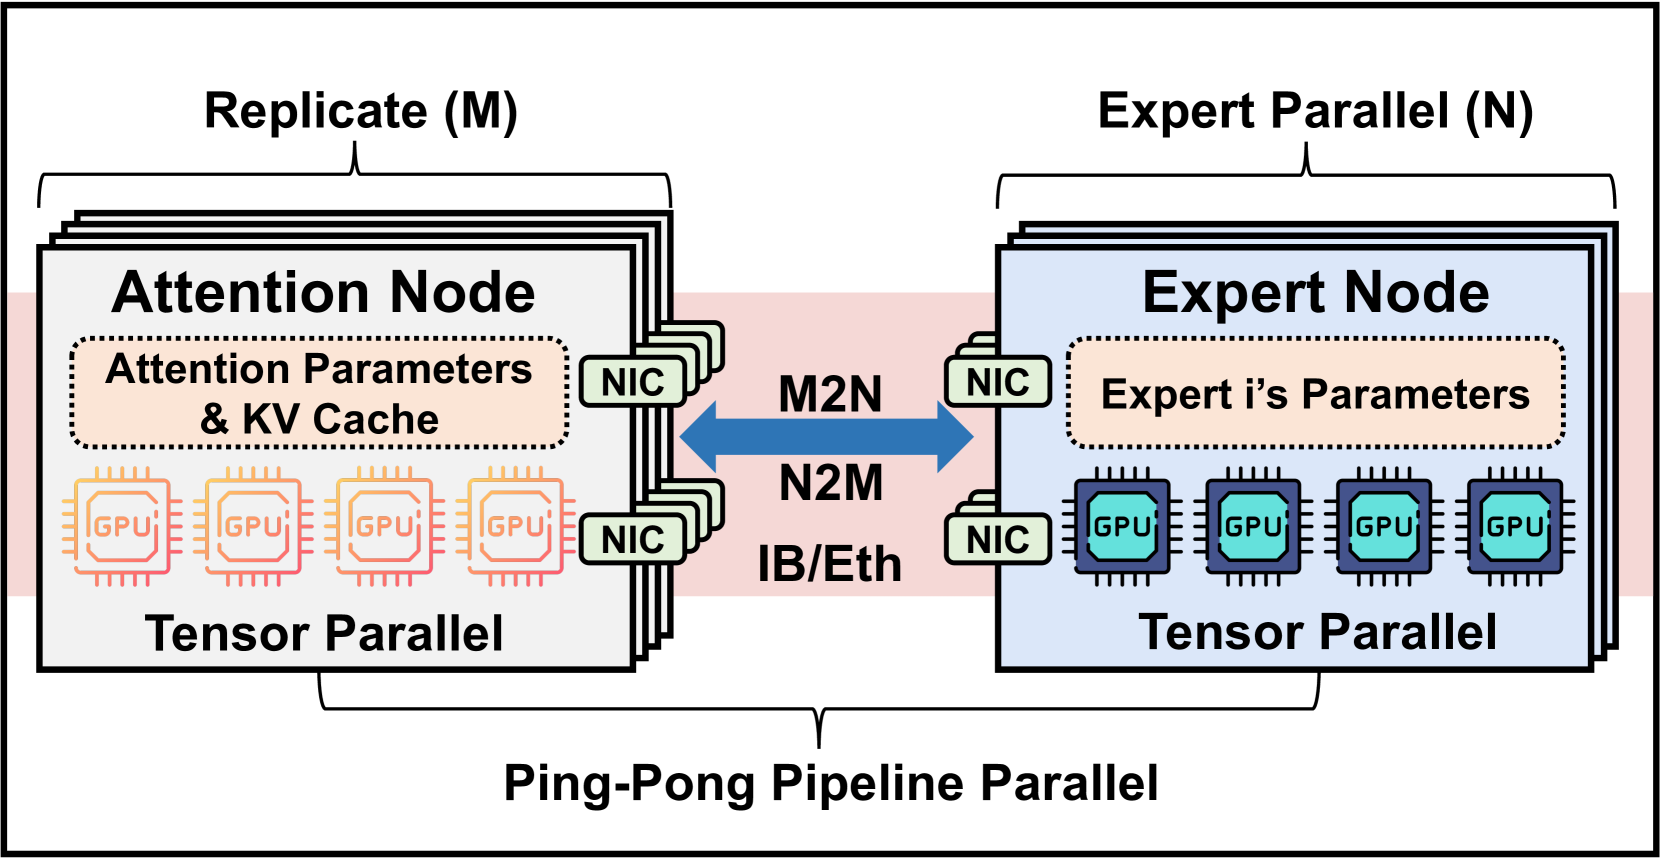 Replicate (M)
Expert Parallel (N)
Attention Node
Attention Parameters
& KV Cache
NIC
NIC
GPU GPU GPU GPU
Tensor Parallel
M2N
N2M
IB/Eth
Expert Node
NIC
NIC
Expert i's Parameters
GPU GPU GPU GPU
Tensor Parallel
Ping-Pong Pipeline Parallel